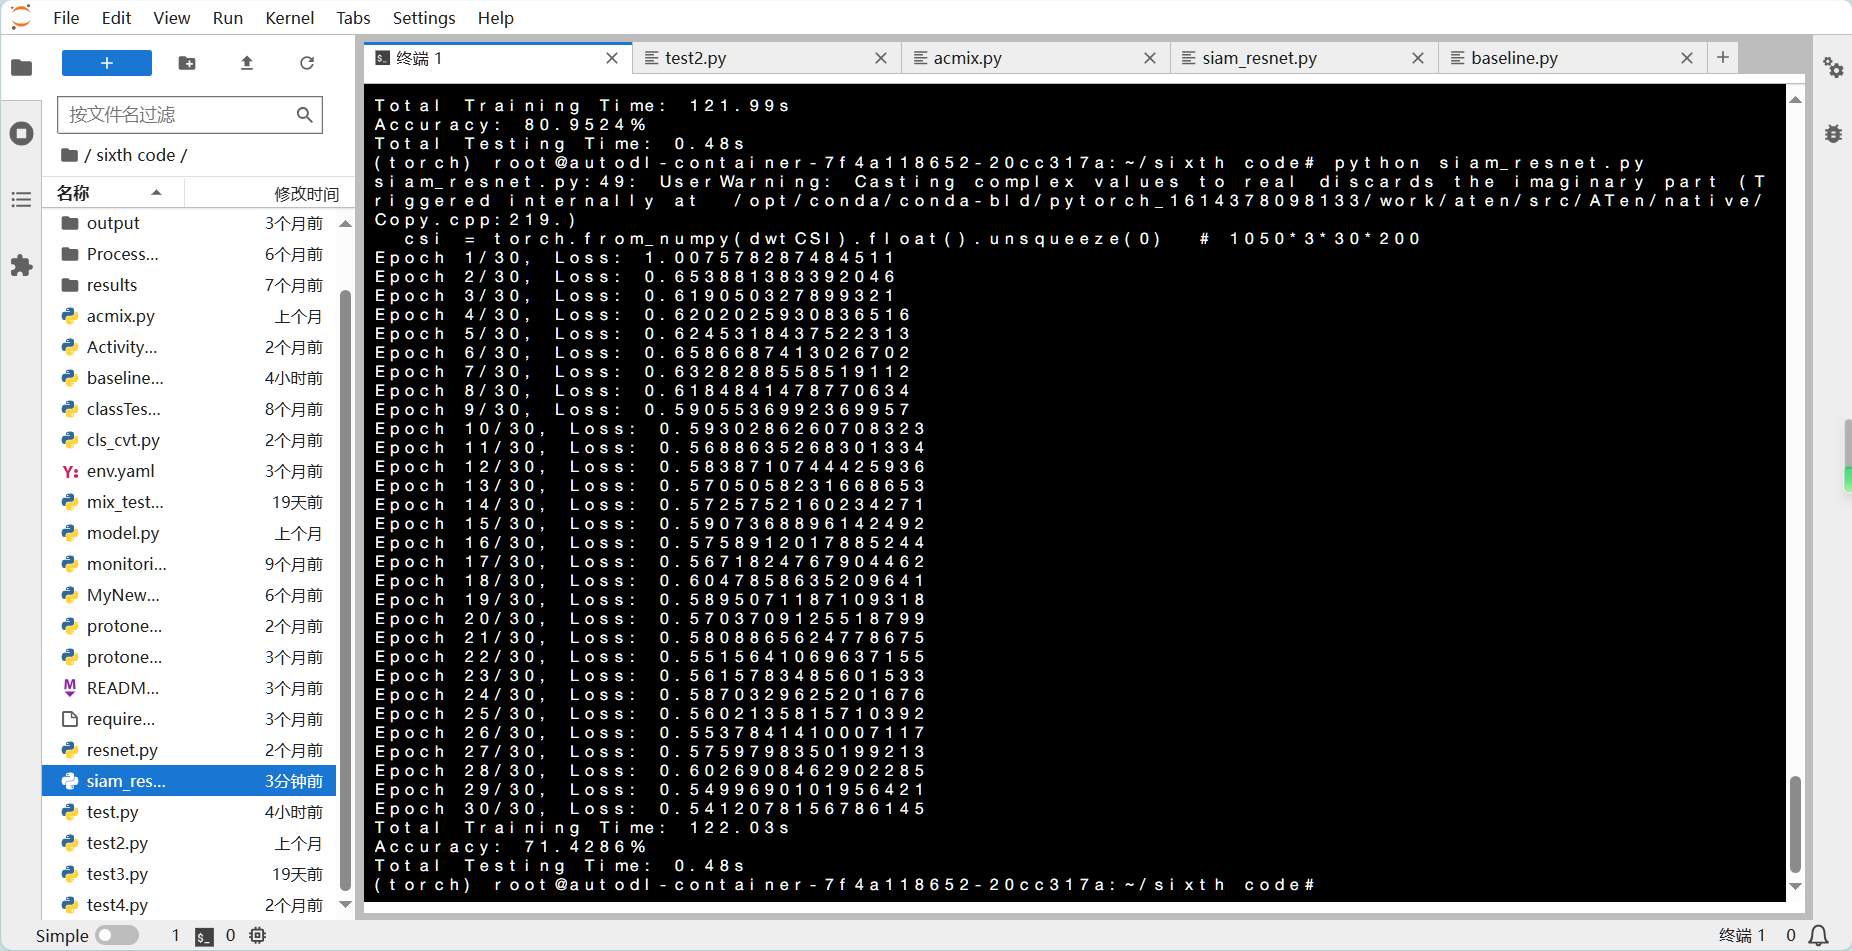 File Edit View Run Kernel Tabs Settings Help
终端 1
test2.py
acmix.py
siam_resnet.py
baseline.py
按文件名过滤
/ sixth code /
名称 修改时间
output 3个月前
Process... 6个月前
results 7个月前
acmix.py 上个月
Activity... 2个月前
baseline... 4小时前
classTes... 8个月前
cls_cvt.py 2个月前
env.yaml 3个月前
mix_test... 19天前
model.py 上个月
monitori... 9个月前
MyNew... 6个月前
protone... 2个月前
protone... 3个月前
READM... 3个月前
require... 3个月前
resnet.py 2个月前
siam_res... 3分钟前
test.py 4小时前
test2.py 上个月
test3.py 19天前
test4.py 2个月前
Total Training Time: 121.99s
Accuracy: 80.9524%
Total Testing Time: 0.48s
(torch) root@autodl-container-7f4a118652-20cc317a:~/sixth code# python siam_resnet.py
siam_resnet.py:49: UserWarning: Casting complex values to real discards the imaginary part (T
riggered internally at  /opt/conda/conda-bld/pytorch_1614378098133/work/aten/src/ATen/native/
Copy.cpp:219.)
csi = torch.from_numpy(dwtCSI).float().unsqueeze(0)  # 1050*3*30*200
Epoch 1/30, Loss: 1.007578287484511
Epoch 2/30, Loss: 0.653881383392046
Epoch 3/30, Loss: 0.619050327899321
Epoch 4/30, Loss: 0.6202025930836516
Epoch 5/30, Loss: 0.6245318437522313
Epoch 6/30, Loss: 0.6586687413026702
Epoch 7/30, Loss: 0.6328288558519112
Epoch 8/30, Loss: 0.6184841478770634
Epoch 9/30, Loss: 0.5905536992369957
Epoch 10/30, Loss: 0.5930286260708323
Epoch 11/30, Loss: 0.5688635268301334
Epoch 12/30, Loss: 0.5838710744425936
Epoch 13/30, Loss: 0.5705058231668653
Epoch 14/30, Loss: 0.5725752160234271
Epoch 15/30, Loss: 0.5907368896142492
Epoch 16/30, Loss: 0.5758912017885244
Epoch 17/30, Loss: 0.5671824767904462
Epoch 18/30, Loss: 0.6047858635209641
Epoch 19/30, Loss: 0.5895071187109318
Epoch 20/30, Loss: 0.5703709125518799
Epoch 21/30, Loss: 0.5808865624778675
Epoch 22/30, Loss: 0.5515641069637155
Epoch 23/30, Loss: 0.5615783485601533
Epoch 24/30, Loss: 0.5870329625201676
Epoch 25/30, Loss: 0.5602135815710392
Epoch 26/30, Loss: 0.5537841410007117
Epoch 27/30, Loss: 0.5759798350199213
Epoch 28/30, Loss: 0.6026908462902285
Epoch 29/30, Loss: 0.5499690101956421
Epoch 30/30, Loss: 0.5412078156786145
Total Training Time: 122.03s
Accuracy: 71.4286%
Total Testing Time: 0.48s
(torch) root@autodl-container-7f4a118652-20cc317a:~/sixth code#
Simple 1 0
终端 1 0